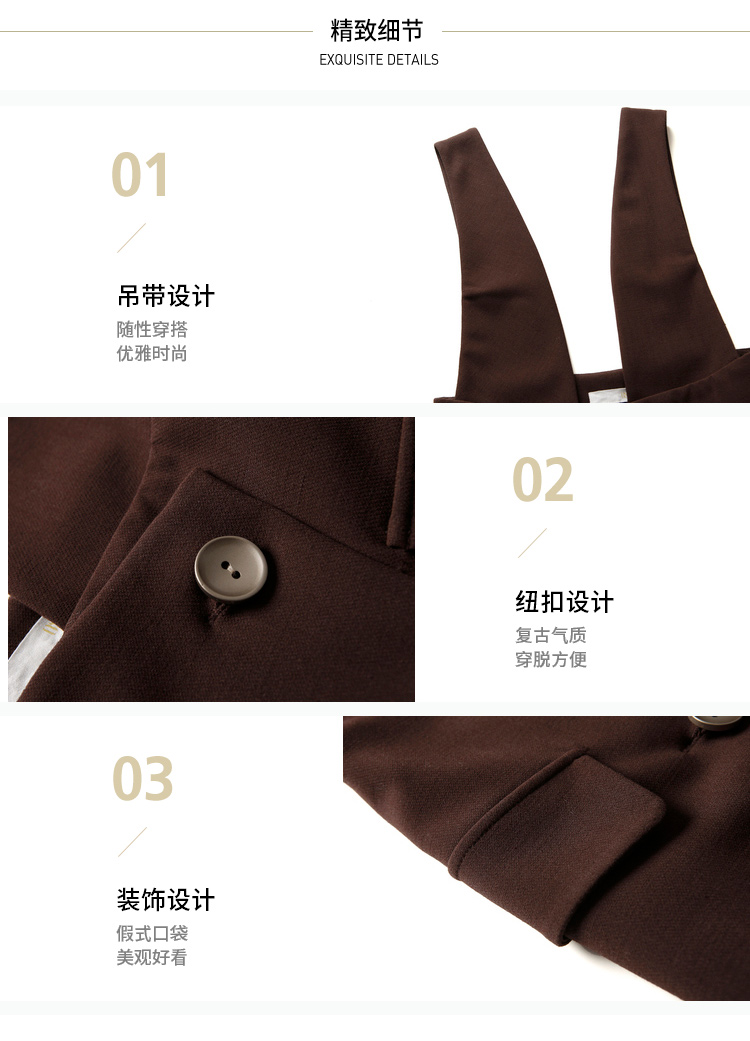 精致细节
EXQUISITE DETAILS
01
吊带设计
随性穿搭
优雅时尚
02
纽扣设计
复古气质
穿脱方便
03
装饰设计
假式口袋
美观好看